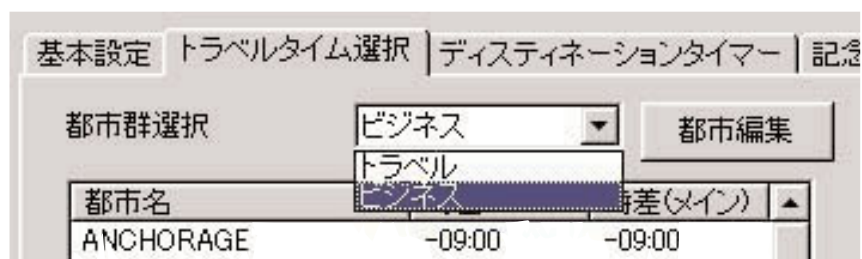 基本設定 トラベルタイム選択 ディスティネーションタイマー 記念
都市群選択 ビジネス 都市編集
トラベル
ビジネス
都市名 時差(メイン)
ANCHORAGE -09:00 -09:00